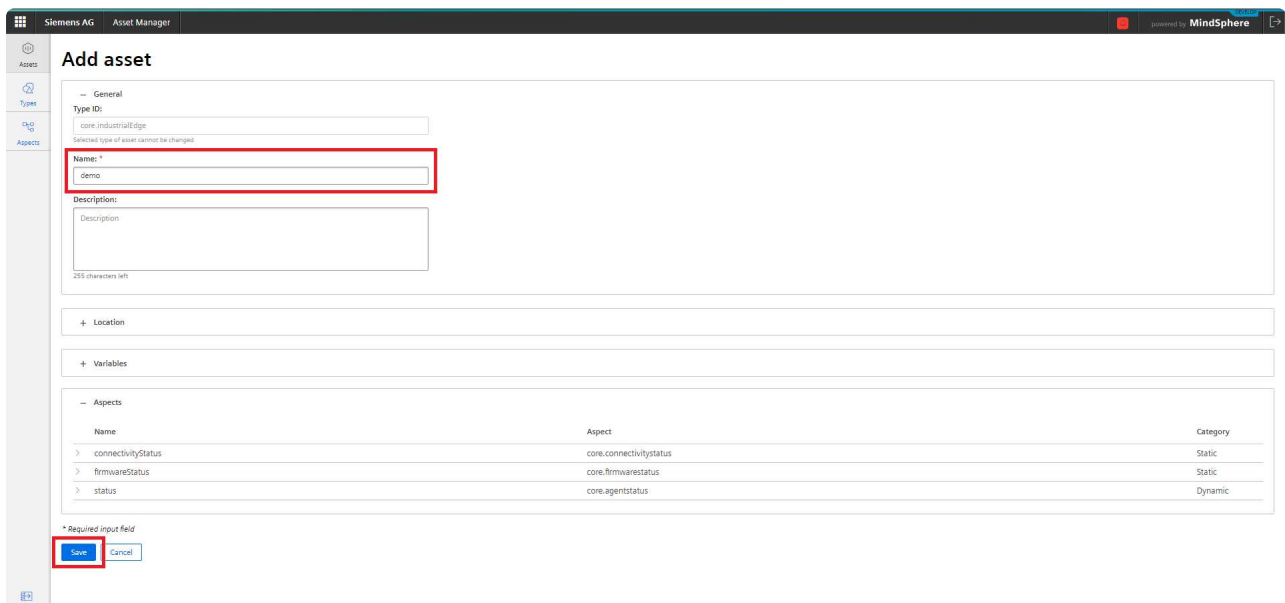 Siemens AG Asset Manager powered by MindSphere
Assets
Types
Aspects
Add asset
— General
Type ID:
core.industrialEdge
Selected type of asset cannot be changed
Name: *
demo
Description:
Description
255 characters left
+ Location
+ Variables
— Aspects
Name Aspect Category
> connectivityStatus core.connectivitystatus Static
> firmwareStatus core.firmwarestatus Static
> status core.agentstatus Dynamic
* Required input field
Save Cancel